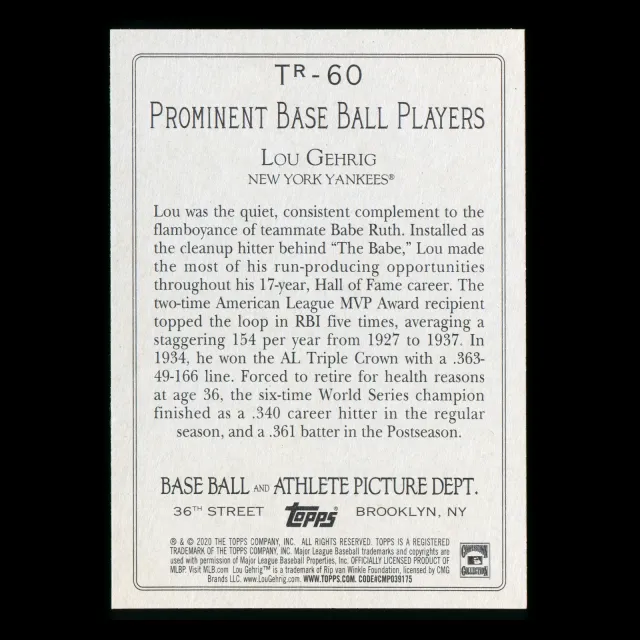 TR-60
PROMINENT BASE BALL PLAYERS
LOU GEHRIG
NEW YORK YANKEES®
Lou was the quiet, consistent complement to the
flamboyance of teammate Babe Ruth. Installed as
the cleanup hitter behind “The Babe,” Lou made
the most of his run-producing opportunities
throughout his 17-year, Hall of Fame career. The
two-time American League MVP Award recipient
topped the loop in RBI five times, averaging a
staggering 154 per year from 1927 to 1937. In
1934, he won the AL Triple Crown with a .363-
49-166 line. Forced to retire for health reasons
at age 36, the six-time World Series champion
finished as a .340 career hitter in the regular
season, and a .361 batter in the Postseason.
BASE BALL AND ATHLETE PICTURE DEPT.
36TH STREET topps® BROOKLYN, NY
® & © 2020 THE TOPPS COMPANY, INC. ALL RIGHTS RESERVED. TOPPS IS A REGISTERED
TRADEMARK OF THE TOPPS COMPANY, INC. Major League Baseball trademarks and copyrights are
used with permission of Major League Baseball Properties, Inc. OFFICIALLY LICENSED PRODUCT OF
MLBP. Visit MLB.com Lou Gehrig™ is a trademark of Rip van Winkle Foundation, licensed by CMG
Brands LLC. www.LouGehrig.com. WWW.TOPPS.COM. CODE#CMP039175
COOPERSTOWN
COLLECTION